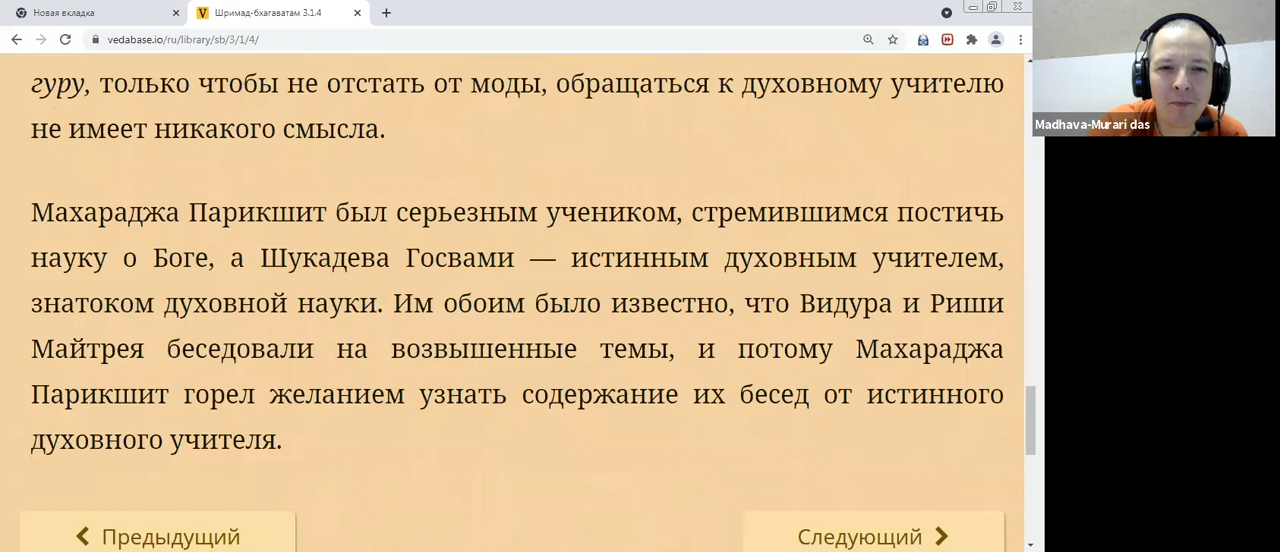 Новая вкладка
Шримад-бхагаватам 3.1.4
vedabase.io/ru/library/sb/3/1/4/
гуру, только чтобы не отстать от моды, обращаться к духовному учителю
не имеет никакого смысла.
Махараджа Парикшит был серьезным учеником, стремившимся постичь
науку о Боге, а Шукадева Госвами — истинным духовным учителем,
знатоком духовной науки. Им обоим было известно, что Видура и Риши
Майтрея беседовали на возвышенные темы, и потому Махараджа
Парикшит горел желанием узнать содержание их бесед от истинного
духовного учителя.
Предыдущий
Следующий
Madhava-Murari das